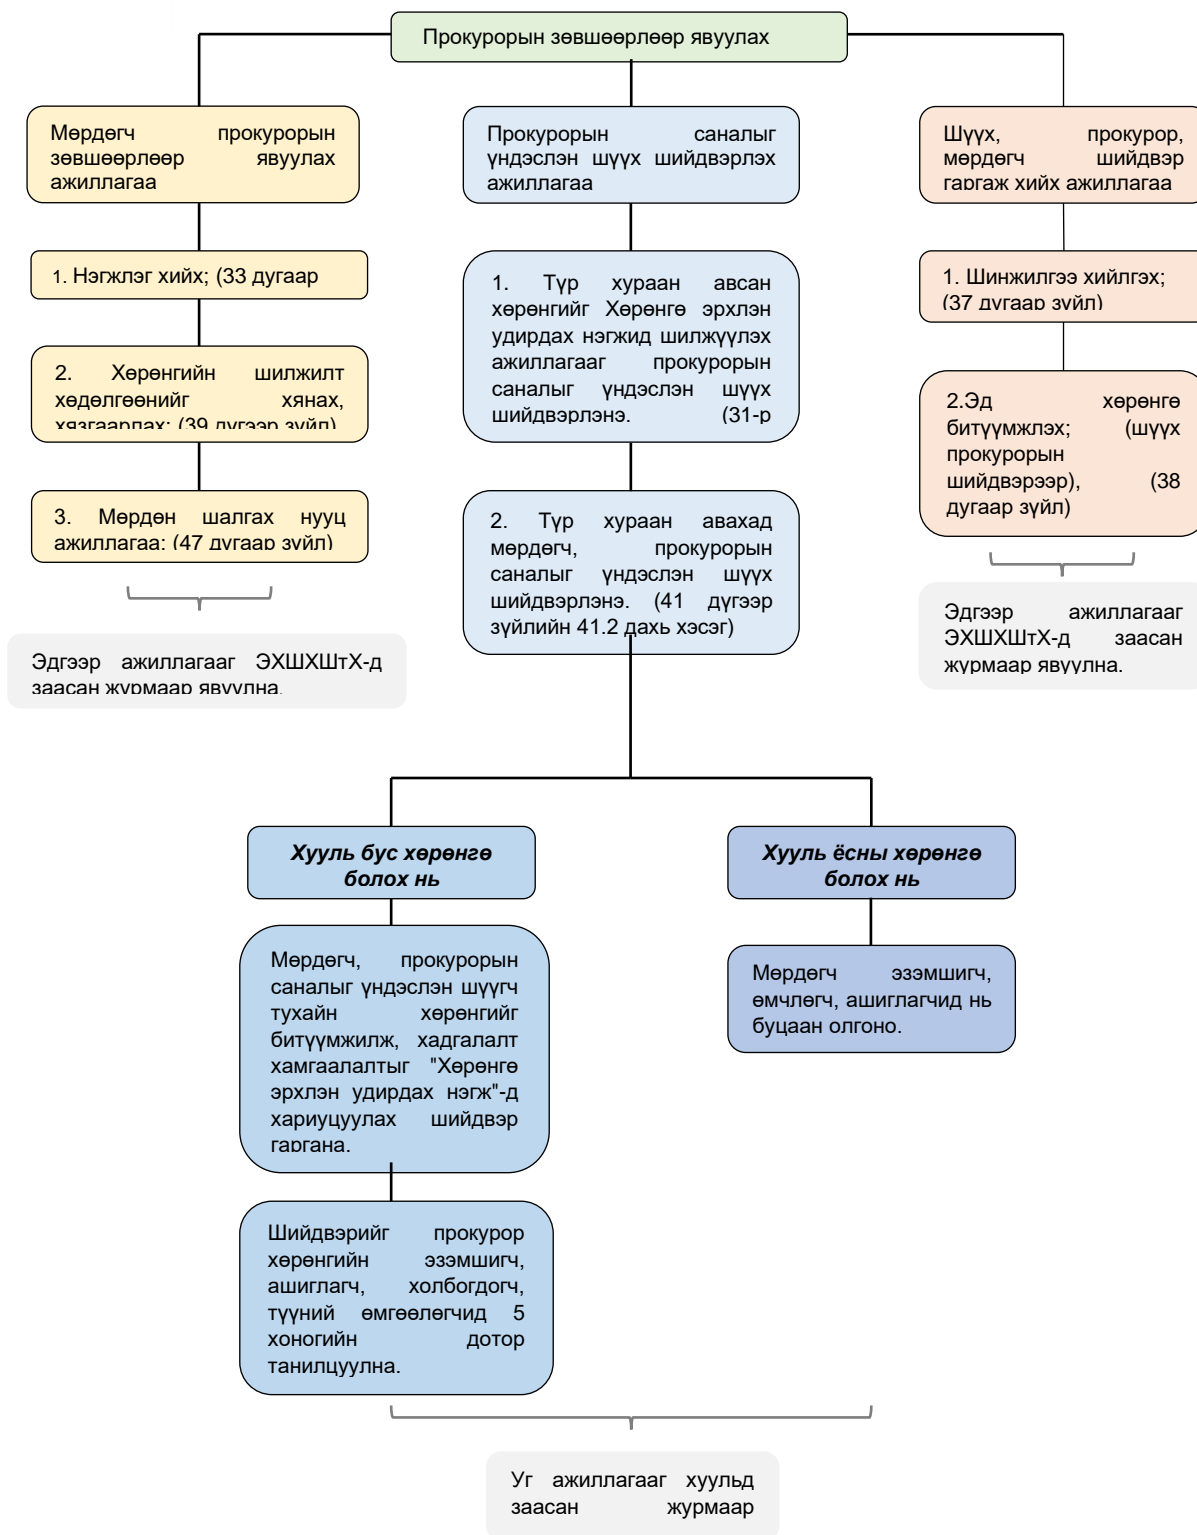 Прокурорын зөвшөөрлөөр явуулах
Мөрдөгч прокурорын
зөвшөөрлөөр явуулах
ажиллагаа
1. Нэгжлэг хийх; (33 дугаар
2. Хөрөнгийн шилжилт
хөдөлгөөнийг хянах,
хязгаарлах; (39 дүгээр зүйл)
3. Мөрдөн шалгах нууц
ажиллагаа: (47 дугаар зүйл)
Эдгээр ажиллагааг ЭХШХШтХ-д
заасан журмаар явуулна.
Прокурорын саналыг
үндэслэн шүүх шийдвэрлэх
ажиллагаа
1. Түр хураан авсан
хөрөнгийг Хөрөнгө эрхлэн
удирдах нэгжид шилжүүлэх
ажиллагааг прокурорын
саналыг үндэслэн шүүх
шийдвэрлэнэ. (31-р
2. Түр хураан авахад
мөрдөгч, прокурорын
саналыг үндэслэн шүүх
шийдвэрлэнэ. (41 дүгээр
зүйлийн 41.2 дахь хэсэг)
Шүүх, прокурор,
мөрдөгч шийдвэр
гаргаж хийх ажиллагаа
1. Шинжилгээ хийлгэх;
(37 дугаар зүйл)
2.Эд хөрөнгө
битүүмжлэх; (шүүх
прокурорын
шийдвэрээр), (38
дугаар зүйл)
Эдгээр ажиллагааг
ЭХШХШтХ-д заасан
журмаар явуулна.
Хууль бус хөрөнгө
болох нь
Мөрдөгч, прокурорын
саналыг үндэслэн шүүгч
тухайн хөрөнгийг
битүүмжилж, хадгалалт
хамгаалалтыг "Хөрөнгө
эрхлэн удирдах нэгж"-д
хариуцуулах шийдвэр
гаргана.
Шийдвэрийг прокурор
хөрөнгийн эзэмшигч,
ашиглагч, холбогдогч,
түүний өмгөөлөгчид 5
хоногийн дотор
танилцуулна.
Хууль ёсны хөрөнгө
болох нь
Мөрдөгч эзэмшигч,
өмчлөгч, ашиглагчид нь
буцаан олгоно.
Уг ажиллагааг хуульд
заасан журмаар